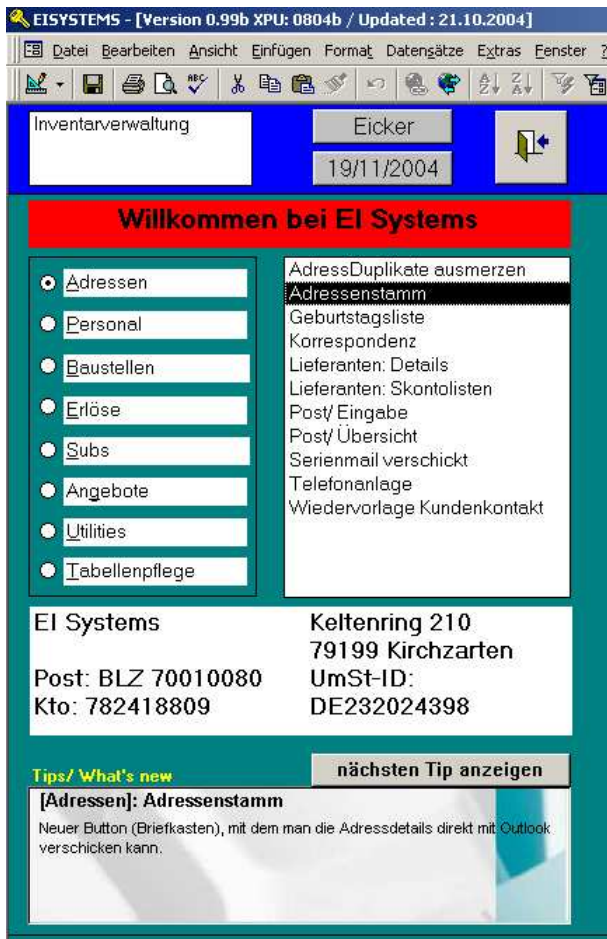 EISYSTEMS - [Version 0.99b XPU: 0804b / Updated : 21.10.2004]
Datei Bearbeiten Ansicht Einfügen Format Datensätze Extras Fenster ?
ABC
A Z Z A
Inventarverwaltung
Eicker
19/11/2004
Willkommen bei EI Systems
Adressen
Personal
Baustellen
Erlöse
Subs
Angebote
Utilities
Tabellenpflege
AdressDuplikate ausmerzen
Adressenstamm
Geburtstagsliste
Korrespondenz
Lieferanten: Details
Lieferanten: Skontolisten
Post/ Eingabe
Post/ Übersicht
Serienmail verschickt
Telefonanlage
Wiedervorlage Kundenkontakt
EI Systems
Post: BLZ 70010080
Kto: 782418809
Keltenring 210
79199 Kirchzarten
UmSt-ID:
DE232024398
Tips/ What's new
nächsten Tip anzeigen
[Adressen]: Adressenstamm
Neuer Button (Briefkasten), mit dem man die Adressdetails direkt mit Outlook
verschicken kann.